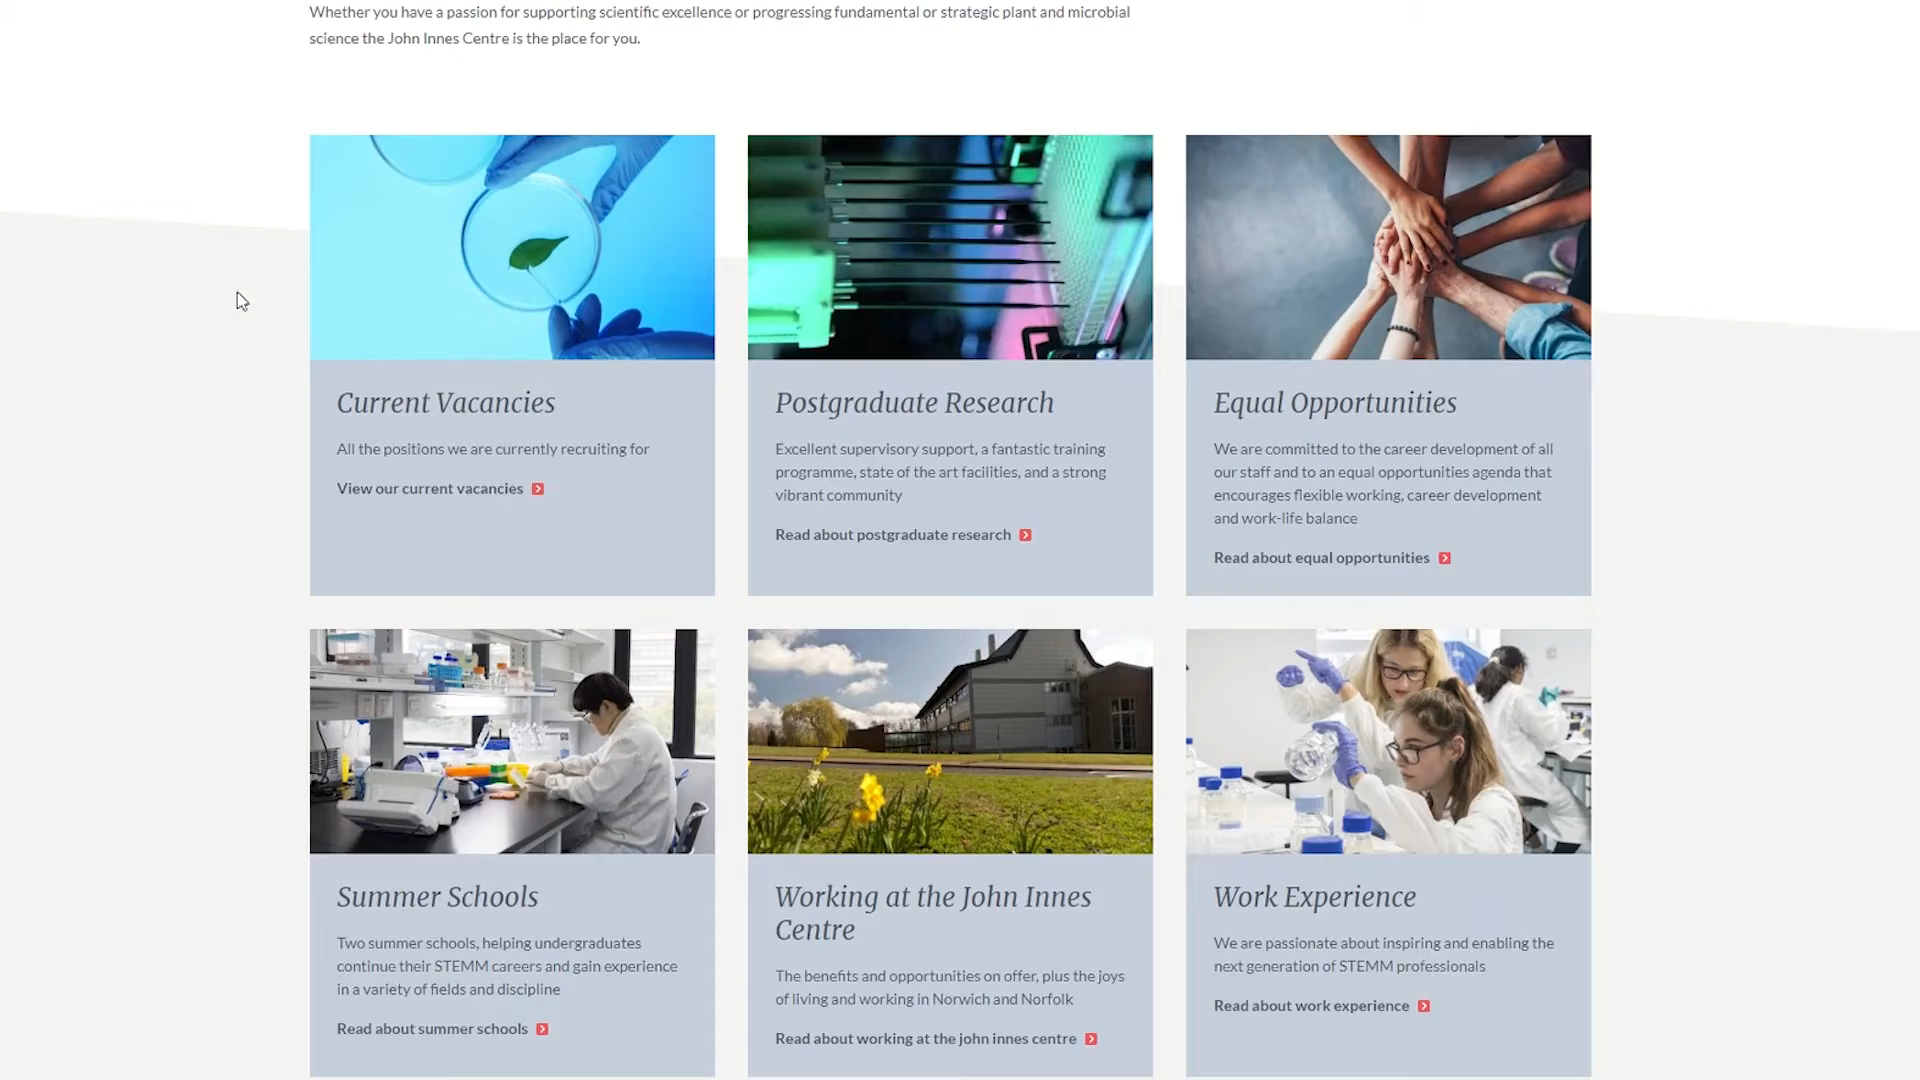 Whether you have a passion for supporting scientific excellence or progressing fundamental or strategic plant and microbial
science the John Innes Centre is the place for you.
Current Vacancies
All the positions we are currently recruiting for
View our current vacancies
Postgraduate Research
Excellent supervisory support, a fantastic training
programme, state of the art facilities, and a strong
vibrant community
Read about postgraduate research
Equal Opportunities
We are committed to the career development of all
our staff and to an equal opportunities agenda that
encourages flexible working, career development
and work-life balance
Read about equal opportunities
Summer Schools
Two summer schools, helping undergraduates
continue their STEMM careers and gain experience
in a variety of fields and discipline
Read about summer schools
Working at the John Innes
Centre
The benefits and opportunities on offer, plus the joys
of living and working in Norwich and Norfolk
Read about working at the john innes centre
Work Experience
We are passionate about inspiring and enabling the
next generation of STEMM professionals
Read about work experience